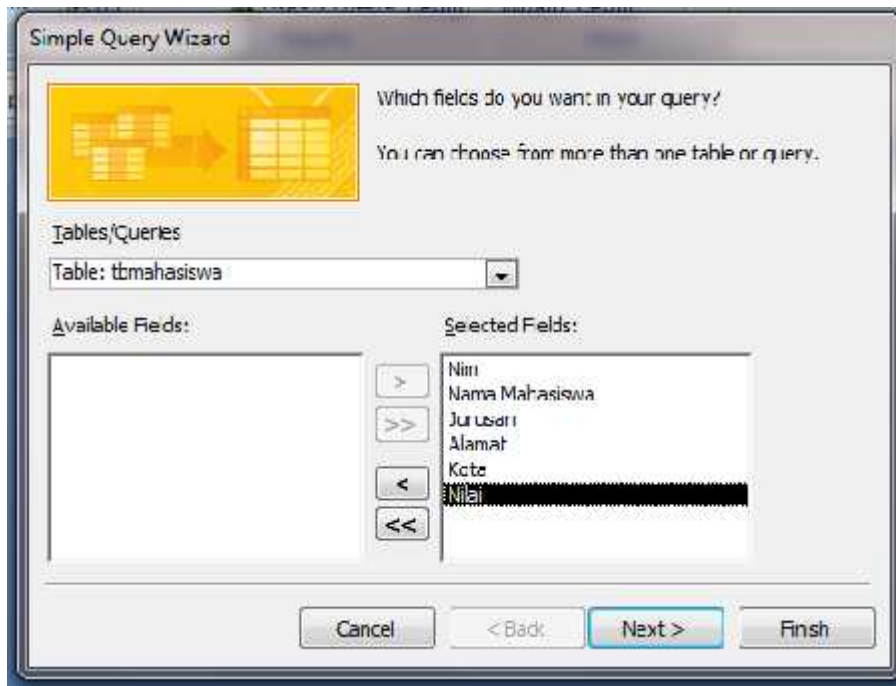 Simple Query Wizard
Which fields do you want in your query?
You can choose from more than one table or query.
Tables/Queries
Table: tbmahasiswa
Available Fields:
Selected Fields:
>
>>
<
<<
Nim
Nama Mahasiswa
Jurusan
Alamat
Kota
Nilai
Cancel
< Back
Next >
Finish